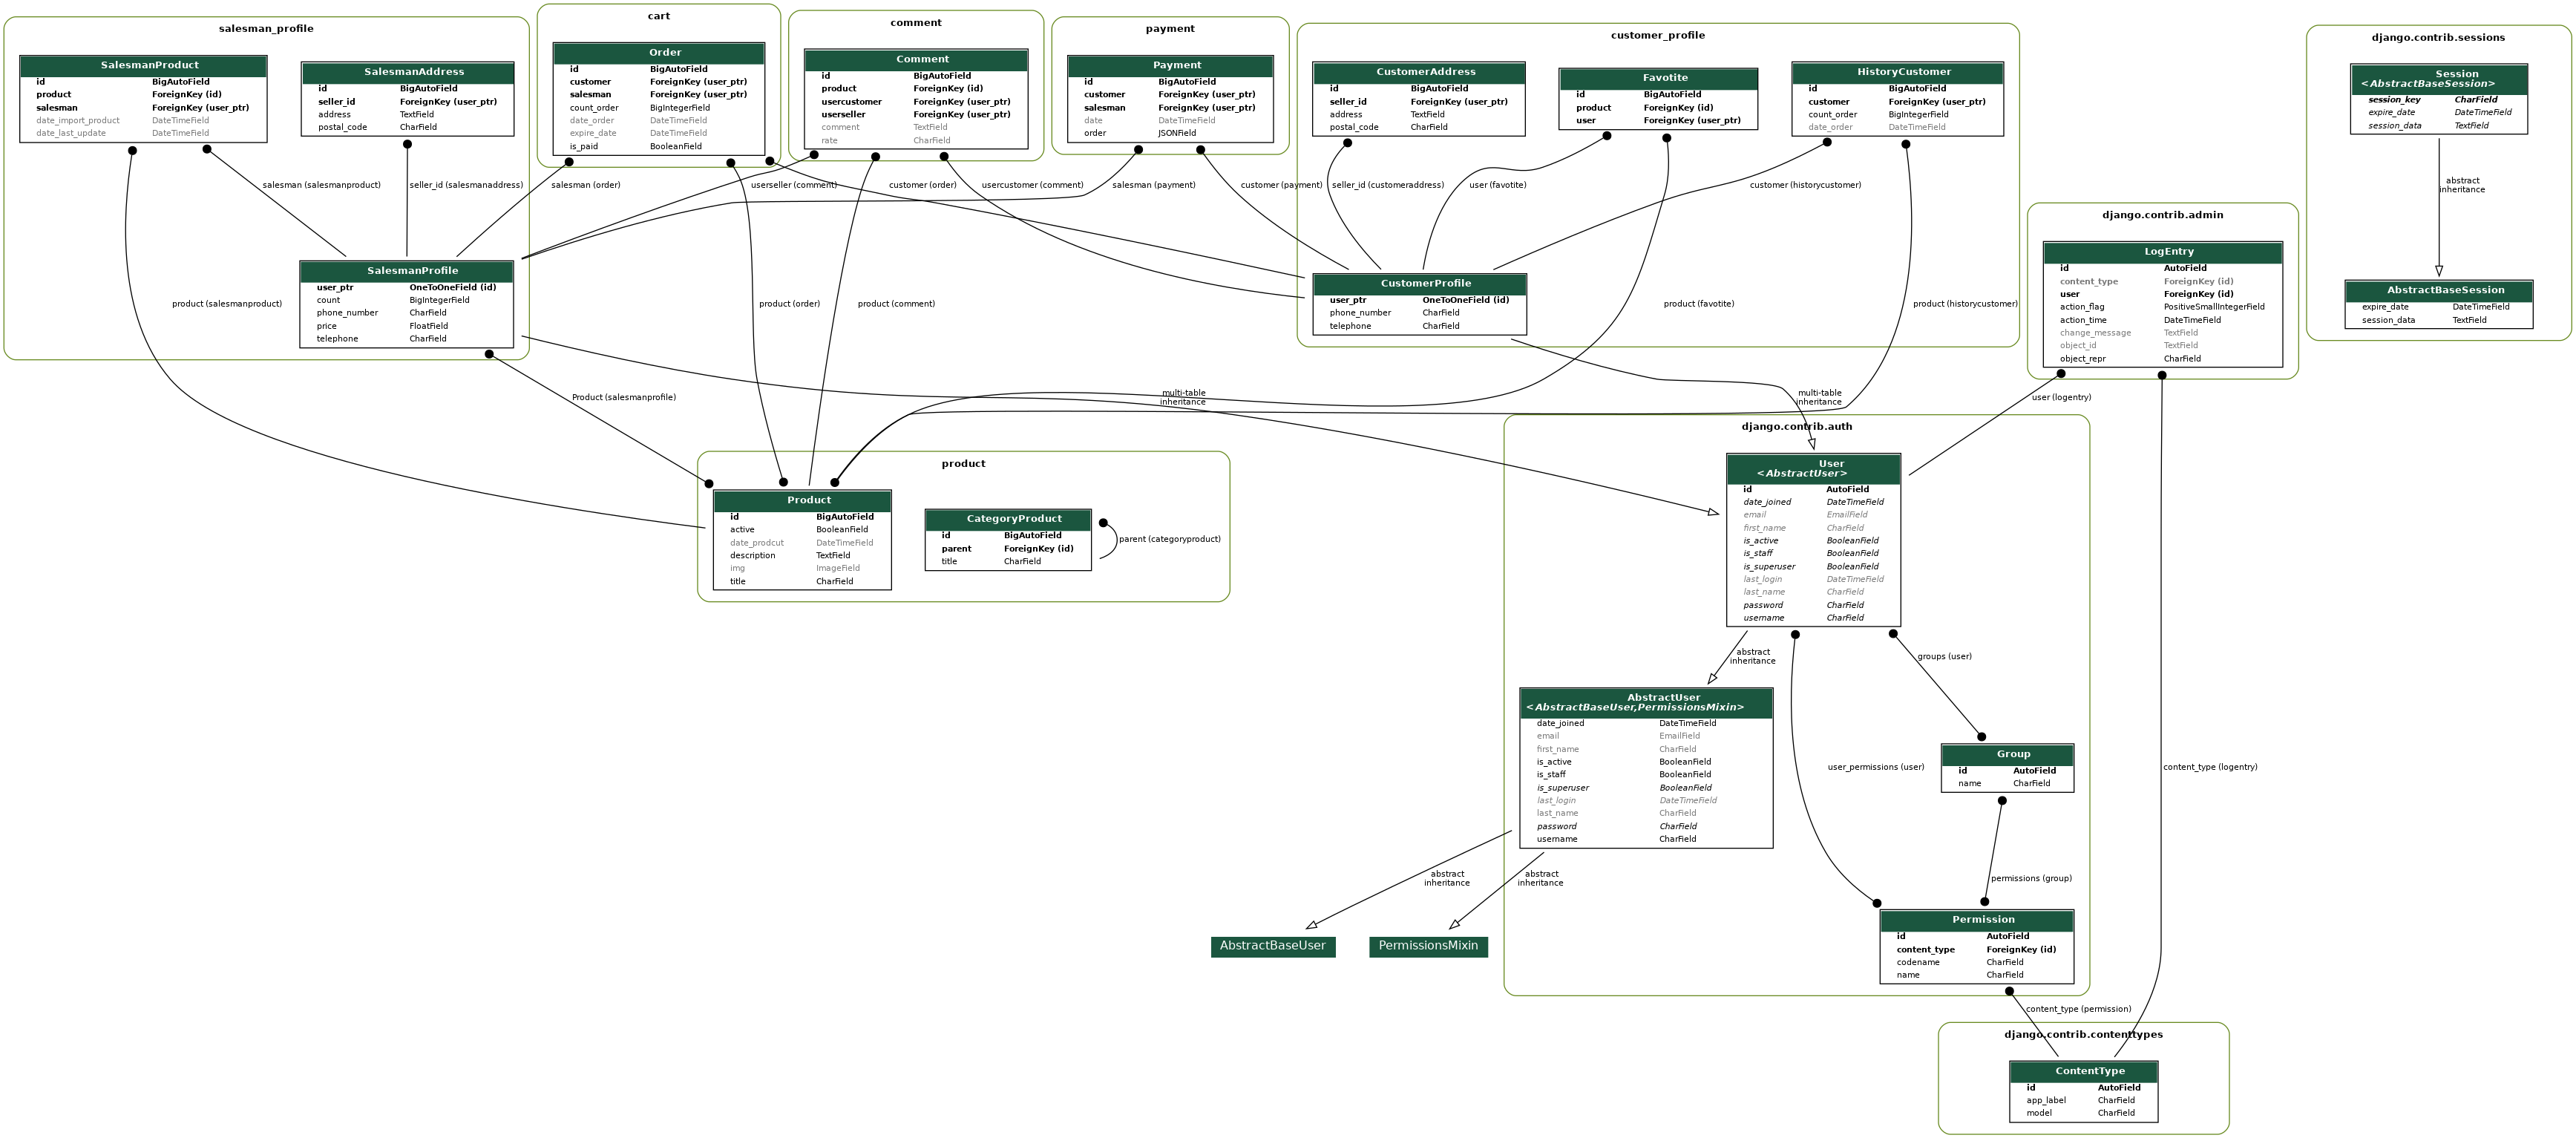 salesman_profile
SalesmanProduct
id BigAutoField
product ForeignKey (id)
salesman ForeignKey (user_ptr)
date_import_product DateTimeField
date_last_update DateTimeField
SalesmanAddress
id BigAutoField
seller_id ForeignKey (user_ptr)
address TextField
postal_code CharField
cart
Order
id BigAutoField
customer ForeignKey (user_ptr)
salesman ForeignKey (user_ptr)
count_order BigIntegerField
date_order DateTimeField
expire_date DateTimeField
is_paid BooleanField
comment
Comment
id BigAutoField
product ForeignKey (id)
usercustomer ForeignKey (user_ptr)
userseller ForeignKey (user_ptr)
comment TextField
rate CharField
payment
Payment
id BigAutoField
customer ForeignKey (user_ptr)
salesman ForeignKey (user_ptr)
date DateTimeField
order JSONField
customer_profile
CustomerAddress
id BigAutoField
seller_id ForeignKey (user_ptr)
address TextField
postal_code CharField
Favotite
id BigAutoField
product ForeignKey (id)
user ForeignKey (user_ptr)
HistoryCustomer
id BigAutoField
customer ForeignKey (user_ptr)
count_order BigIntegerField
date_order DateTimeField
django.contrib.sessions
Session
<AbstractBaseSession>
session_key CharField
expire_date DateTimeField
session_data TextField
abstract
inheritance
AbstractBaseSession
expire_date DateTimeField
session_data TextField
salesman (salesmanproduct)
seller_id (salesmanaddress)
salesman (order)
userseller (comment)
customer (order)
usercustomer (comment)
salesman (payment)
customer (payment)
seller_id (customeraddress)
user (favotite)
customer (historycustomer)
django.contrib.admin
LogEntry
id AutoField
content_type ForeignKey (id)
user ForeignKey (id)
action_flag PositiveSmallIntegerField
action_time DateTimeField
change_message TextField
object_id TextField
object_repr CharField
SalesmanProfile
user_ptr OneToOneField (id)
count BigIntegerField
phone_number CharField
price FloatField
telephone CharField
CustomerProfile
user_ptr OneToOneField (id)
phone_number CharField
telephone CharField
product (salesmanproduct)
product (order)
product (comment)
product (favotite)
product (historycustomer)
Product (salesmanprofile)
multi-table
inheritance
multi-table
inheritance
user (logentry)
product
Product
id BigAutoField
active BooleanField
date_prodcut DateTimeField
description TextField
img ImageField
title CharField
CategoryProduct
id BigAutoField
parent ForeignKey (id)
title CharField
parent (categoryproduct)
django.contrib.auth
User
<AbstractUser>
id AutoField
date_joined DateTimeField
email EmailField
first_name CharField
is_active BooleanField
is_staff BooleanField
is_superuser BooleanField
last_login DateTimeField
last_name CharField
password CharField
username CharField
abstract
inheritance
groups (user)
AbstractUser
<AbstractBaseUser,PermissionsMixin>
date_joined DateTimeField
email EmailField
first_name CharField
is_active BooleanField
is_staff BooleanField
is_superuser BooleanField
last_login DateTimeField
last_name CharField
password CharField
username CharField
user_permissions (user)
Group
id AutoField
name CharField
content_type (logentry)
abstract
inheritance
abstract
inheritance
permissions (group)
AbstractBaseUser
PermissionsMixin
Permission
id AutoField
content_type ForeignKey (id)
codename CharField
name CharField
content_type (permission)
django.contrib.contenttypes
ContentType
id AutoField
app_label CharField
model CharField